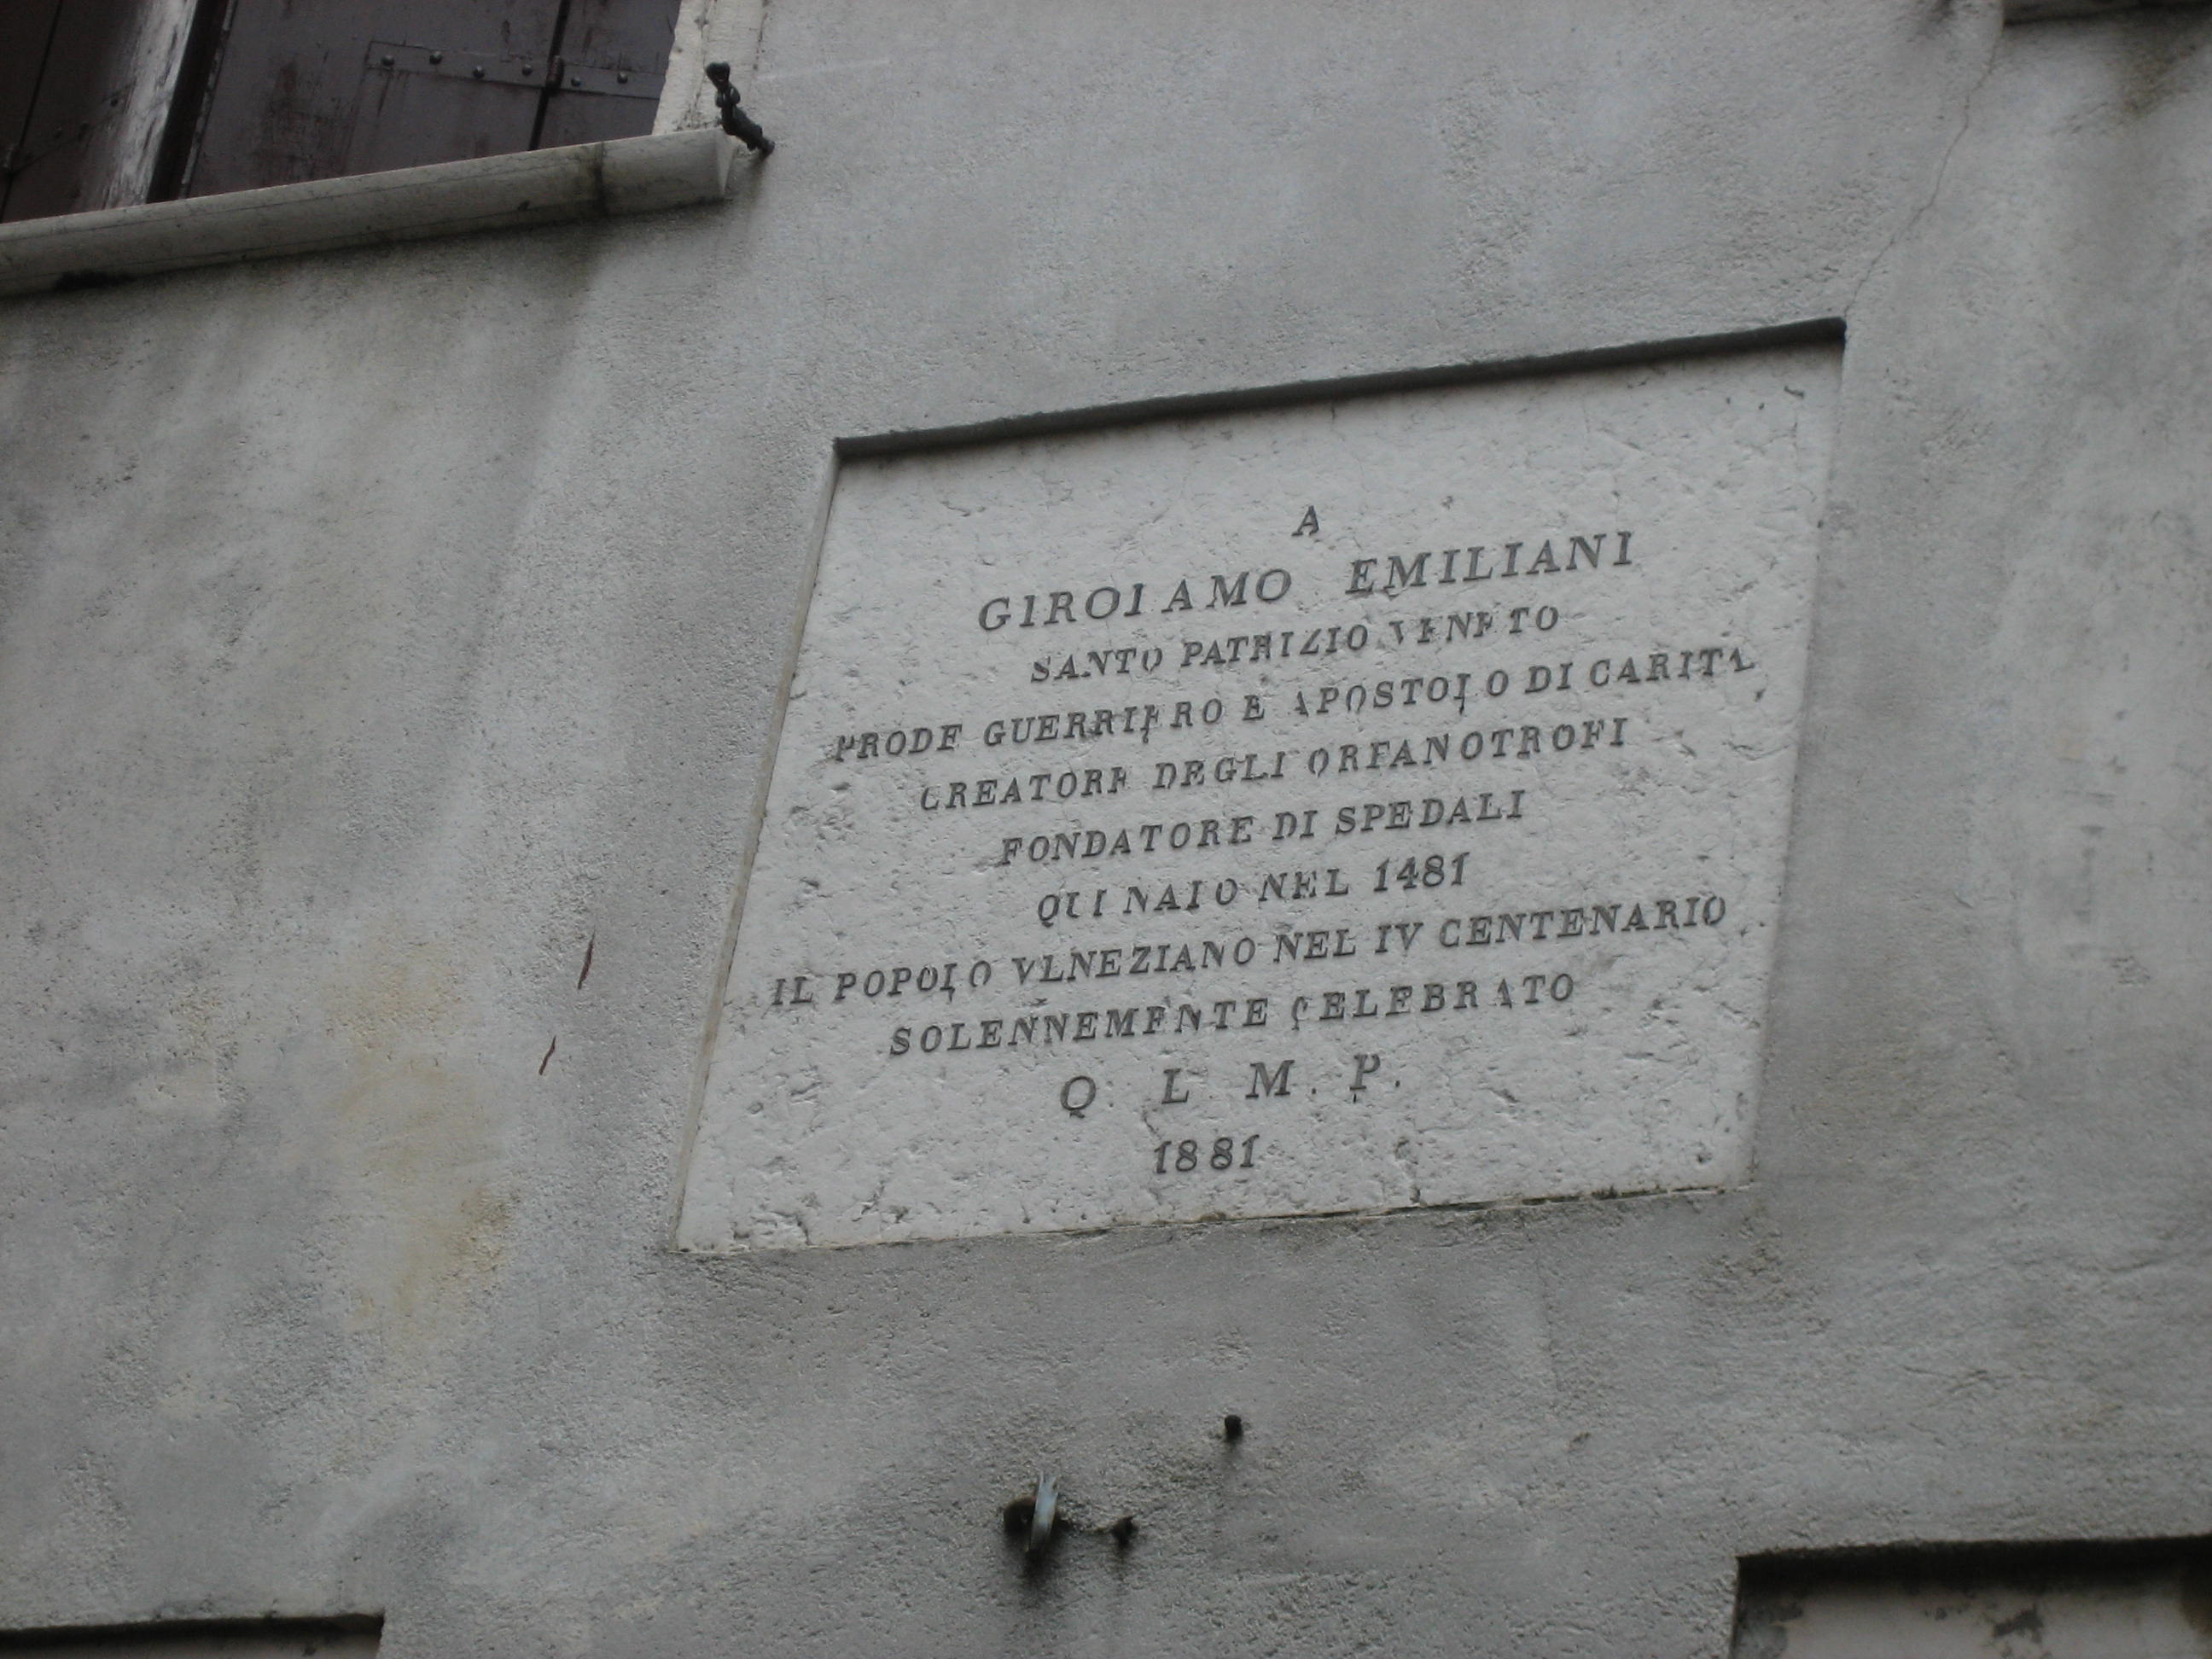 A
GIROLAMO EMILIANI
SANTO PATRIZIO VENETO
PRODE GUERRIERO E APOSTOLO DI CARITÀ
CREATORE DEGLI ORFANOTROFI
FONDATORE DI SPEDALI
QUI NATO NEL 1481
IL POPOLO VENEZIANO NEL IV CENTENARIO
SOLENNEMENTE CELEBRATO
Q. L. M. P.
1881